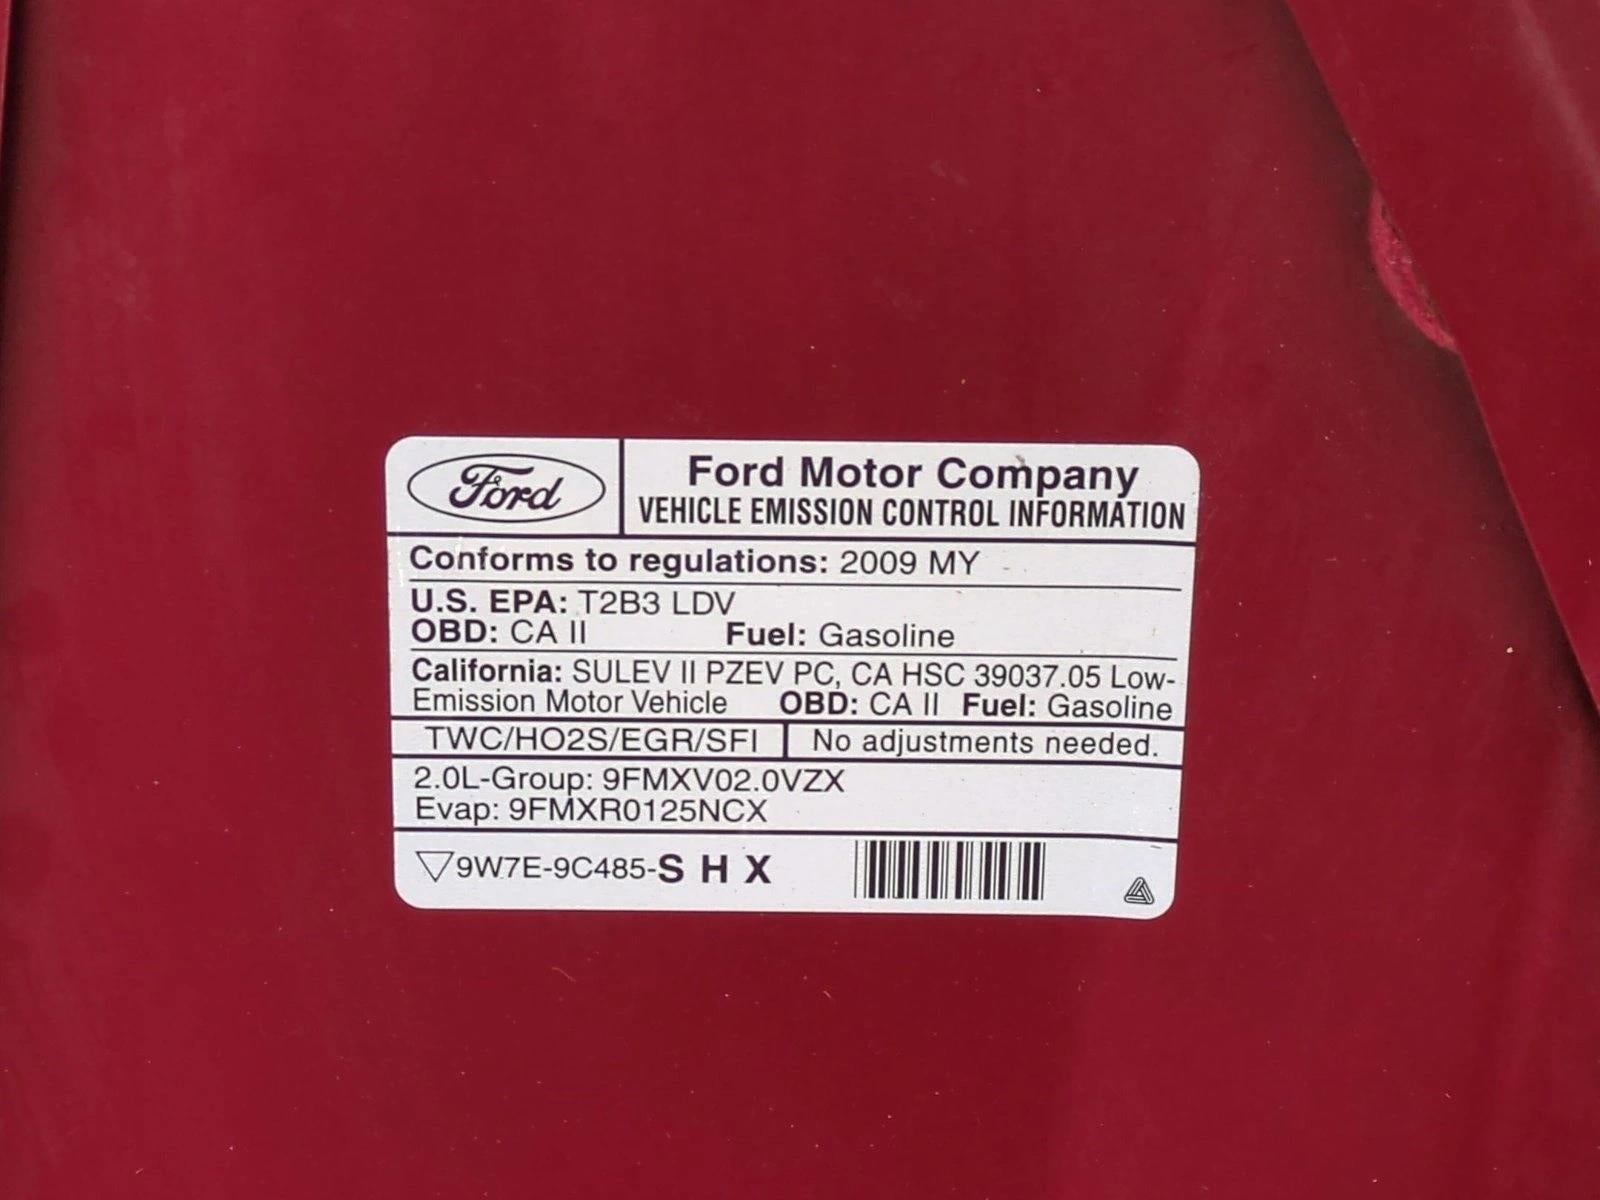 Ford
Ford Motor Company
VEHICLE EMISSION CONTROL INFORMATION
Conforms to regulations: 2009 MY
U.S. EPA: T2B3 LDV
OBD: CA II Fuel: Gasoline
California: SULEV II PZEV PC, CA HSC 39037.05 Low-
Emission Motor Vehicle OBD: CA II Fuel: Gasoline
TWC/HO2S/EGR/SFI No adjustments needed.
2.0L-Group: 9FMXV02.0VZX
Evap: 9FMXR0125NCX
9W7E-9C485-S H X